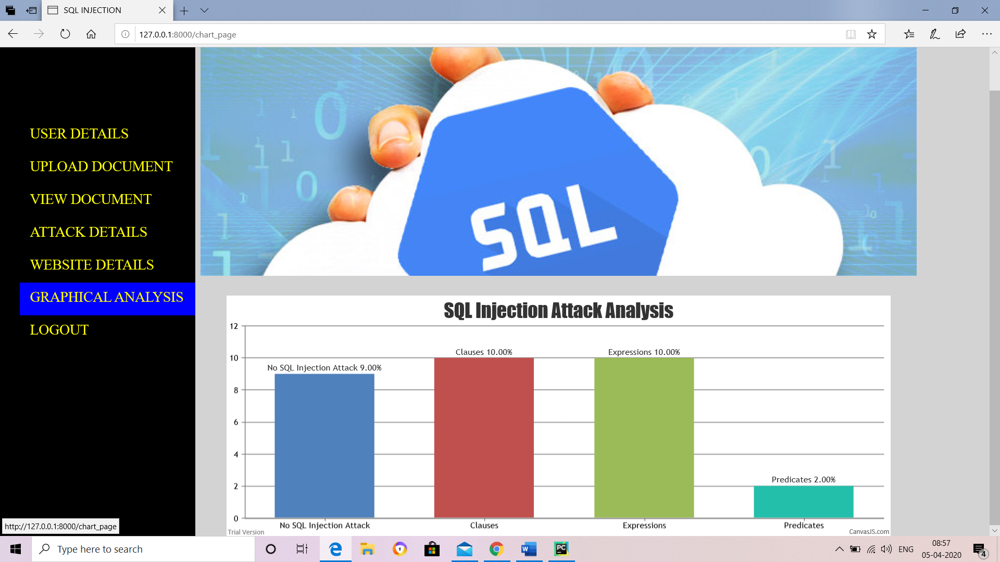 SQL INJECTION
127.0.0.1:8000/chart_page
USER DETAILS
UPLOAD DOCUMENT
VIEW DOCUMENT
ATTACK DETAILS
WEBSITE DETAILS
GRAPHICAL ANALYSIS
LOGOUT
SQL
SQL Injection Attack Analysis
12
10
8
6
4
2
0
No SQL Injection Attack 9.00%
Clauses 10.00%
Expressions 10.00%
Predicates 2.00%
No SQL Injection Attack
Clauses
Expressions
Predicates
Trial Version
CanvasJS.com
http://127.0.0.1:8000/chart_page
Type here to search
W
PC
ENG
08:57
05-04-2020
4